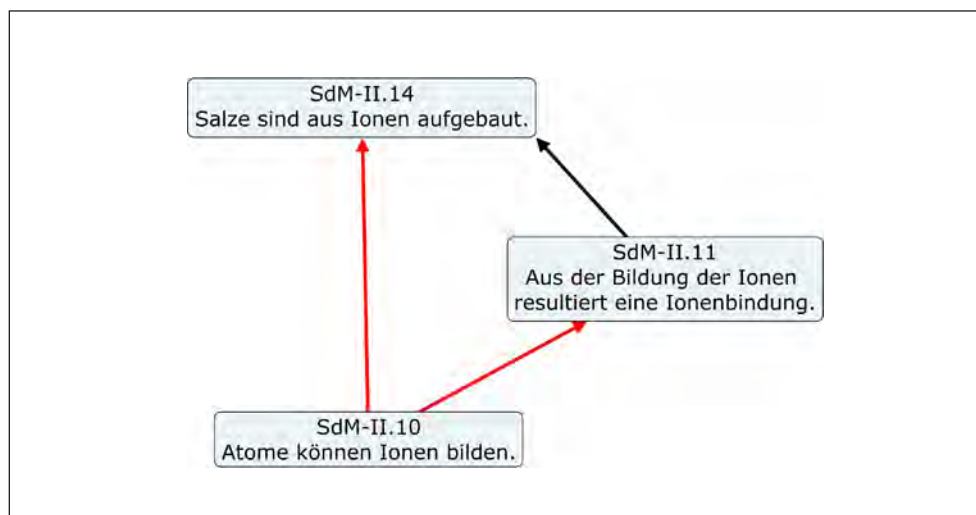 SdM-II.14
Salze sind aus Ionen aufgebaut.
SdM-II.11
Aus der Bildung der Ionen
resultiert eine Ionenbindung.
SdM-II.10
Atome können Ionen bilden.